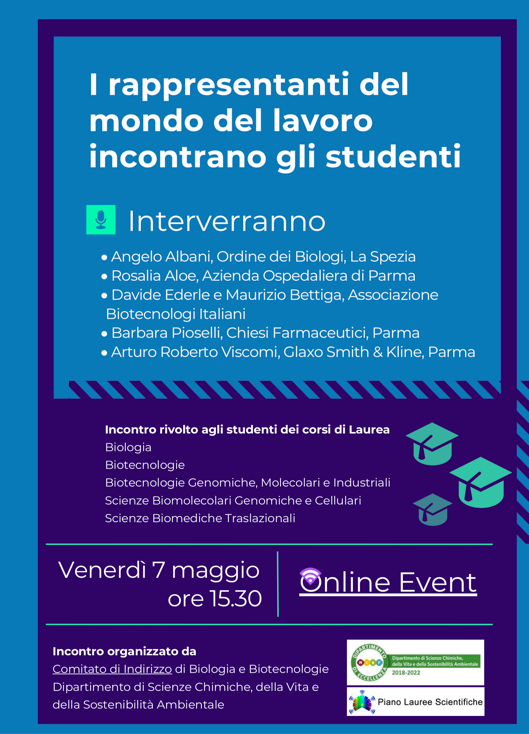 I rappresentanti del
mondo del lavoro
incontrano gli studenti
Interverranno
• Angelo Albani, Ordine dei Biologi, La Spezia
• Rosalia Aloe, Azienda Ospedaliera di Parma
• Davide Ederle e Maurizio Bettiga, Associazione
Biotecnologi Italiani
• Barbara Pioselli, Chiesi Farmaceutici, Parma
• Arturo Roberto Viscomi, Glaxo Smith & Kline, Parma
Incontro rivolto agli studenti dei corsi di Laurea
Biologia
Biotecnologie
Biotecnologie Genomiche, Molecolari e Industriali
Scienze Biomolecolari Genomiche e Cellulari
Scienze Biomediche Traslazionali
Venerdì 7 maggio
ore 15.30
Online Event
Incontro organizzato da
Comitato di Indirizzo di Biologia e Biotecnologie
Dipartimento di Scienze Chimiche, della Vita e
della Sostenibilità Ambientale
DIPARTIMENTO
DI ECCELLENZA
Dipartimento di Scienze Chimiche,
della Vita e della Sostenibilità Ambientale
2018-2022
Piano Lauree Scientifiche